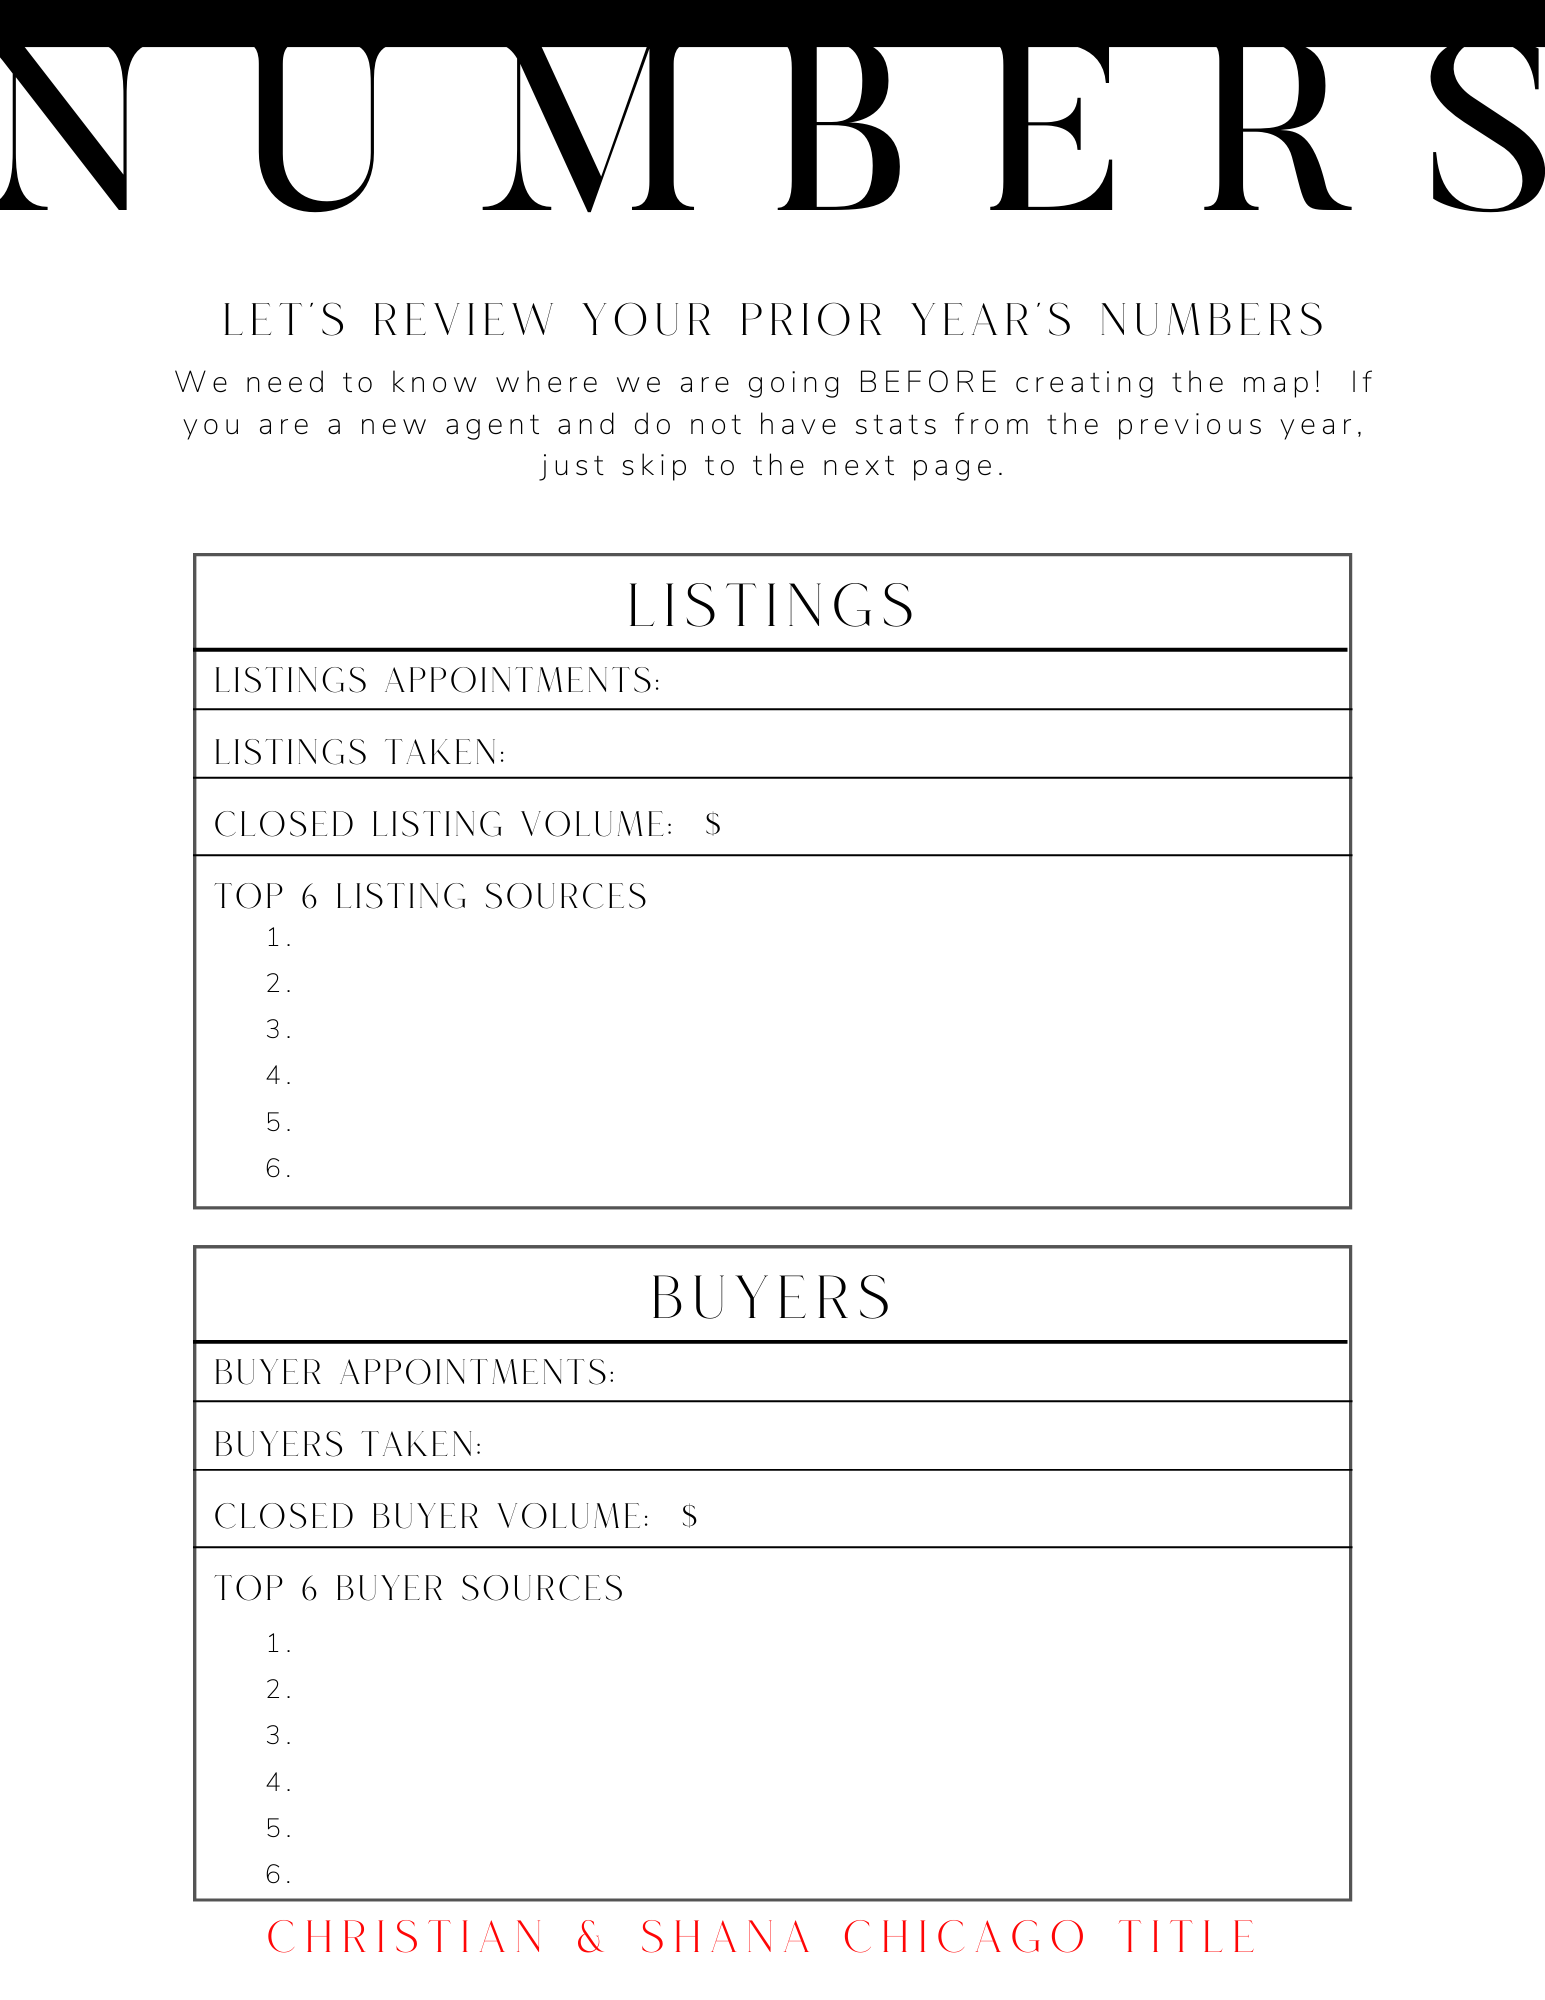 NUMBERS
LET'S REVIEW YOUR PRIOR YEAR'S NUMBERS
We need to know where we are going BEFORE creating the map!  If
you are a new agent and do not have stats from the previous year,
just skip to the next page.
LISTINGS
LISTINGS APPOINTMENTS:
LISTINGS TAKEN:
CLOSED LISTING VOLUME:  $
TOP 6 LISTING SOURCES
1.
2.
3.
4.
5.
6.
BUYERS
BUYER APPOINTMENTS:
BUYERS TAKEN:
CLOSED BUYER VOLUME:  $
TOP 6 BUYER SOURCES
1.
2.
3.
4.
5.
6.
CHRISTIAN & SHANA CHICAGO TITLE